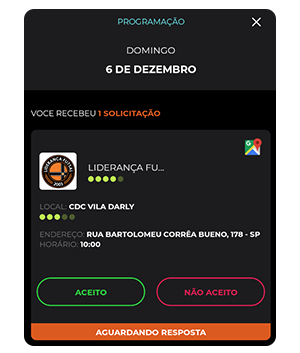 PROGRAMAÇÃO
DOMINGO
6 DE DEZEMBRO
VOCE RECEBEU 1 SOLICITAÇÃO
LIDERANÇA FUTSAL
2003
LIDERANÇA FU...
LOCAL: CDC VILA DARLY
ENDEREÇO: RUA BARTOLOMEU CORRÊA BUENO, 178 - SP
HORÁRIO: 10:00
ACEITO
NÃO ACEITO
AGUARDANDO RESPOSTA